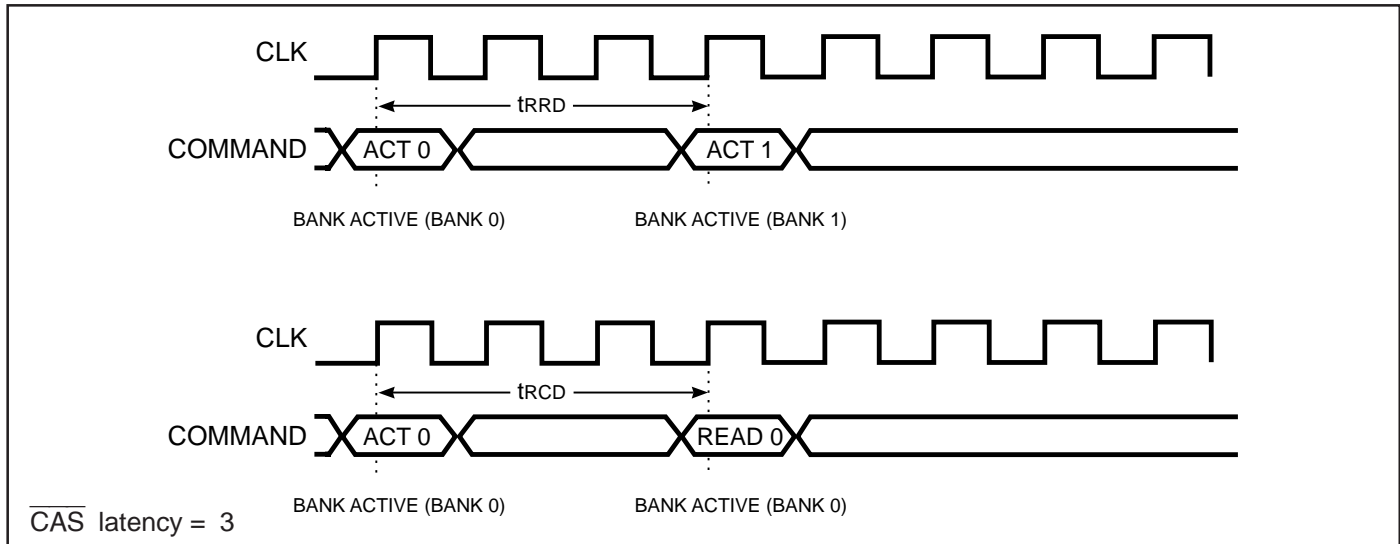 CLK
tRRD
COMMAND ACT 0 ACT 1
BANK ACTIVE (BANK 0) BANK ACTIVE (BANK 1)
CLK
tRCD
COMMAND ACT 0 READ 0
BANK ACTIVE (BANK 0) BANK ACTIVE (BANK 0)
CAS latency = 3